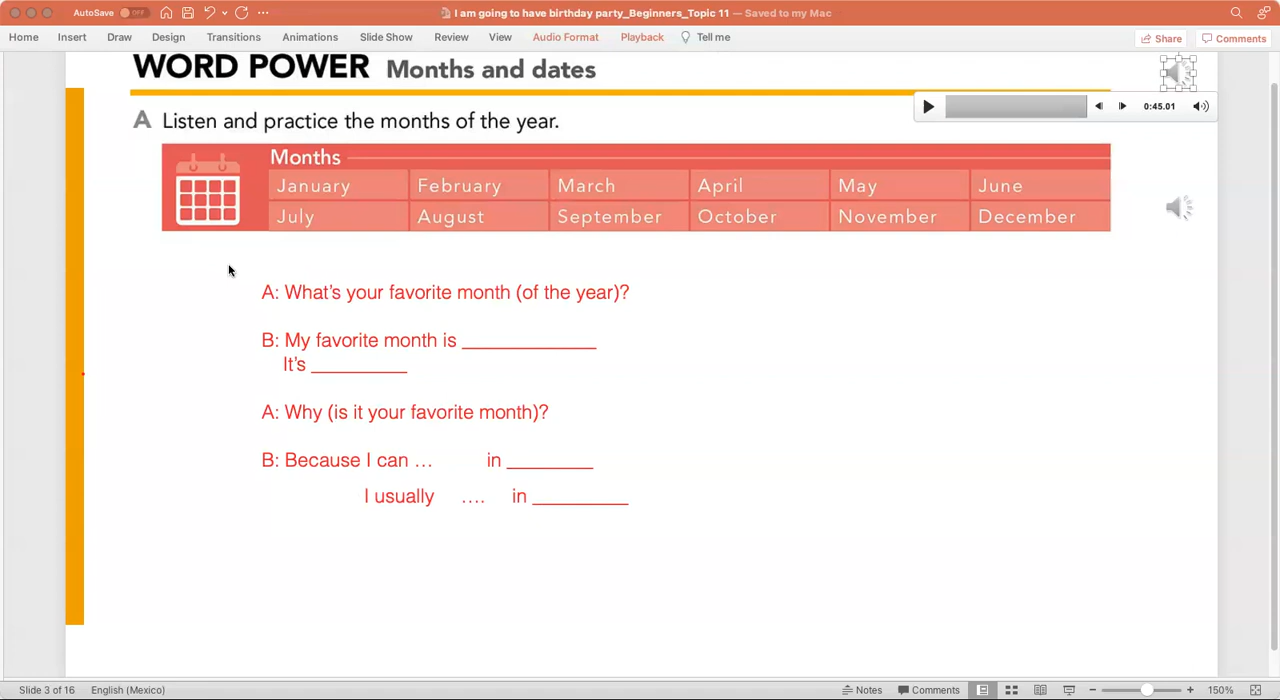 AutoSave OFF ... I am going to have birthday party_Beginners_Topic 11 — Saved to my Mac
Home Insert Draw Design Transitions Animations Slide Show Review View Audio Format Playback Tell me Share Comments
WORD POWER Months and dates
0:45.01
A Listen and practice the months of the year.
Months
January February March April May June
July August September October November December
A: What's your favorite month (of the year)?
B: My favorite month is ______________
It's __________
A: Why (is it your favorite month)?
B: Because I can … in _________
I usually …. in __________
Slide 3 of 16 English (Mexico) Notes Comments 150%